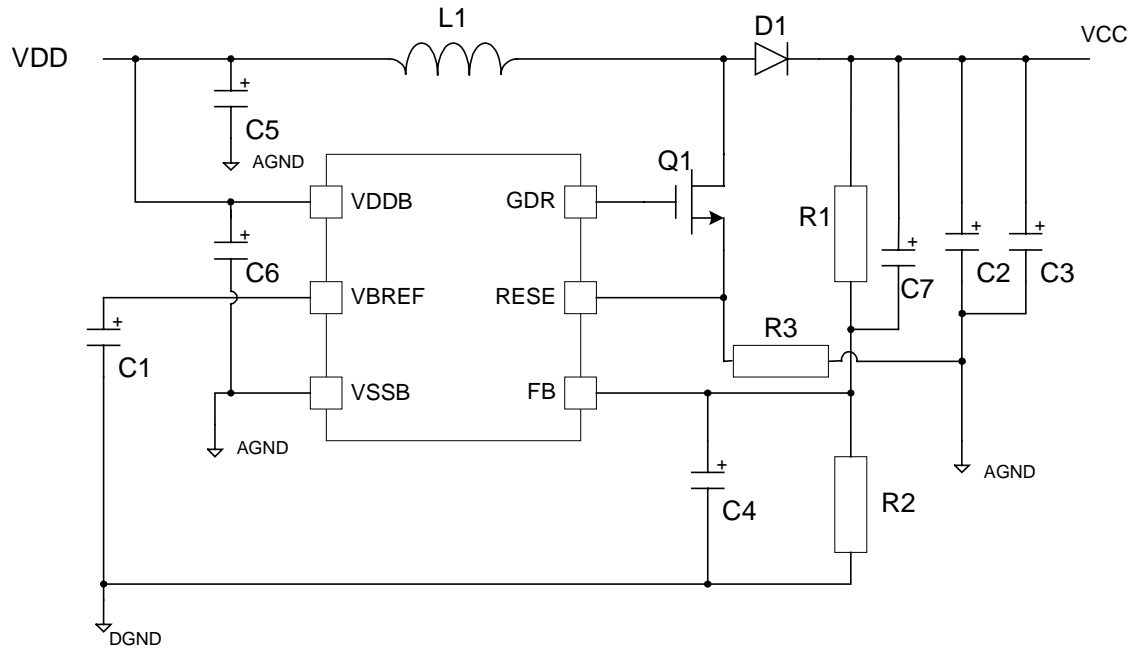 L1
D1
VCC
VDD
+
+
+
+
C5
AGND
Q1
VDDB
GDR
R1
+
+
C6
C2
C3
C7
VBREF
RESE
+
C1
R3
VSSB
FB
AGND
+
AGND
C4
R2
DGND